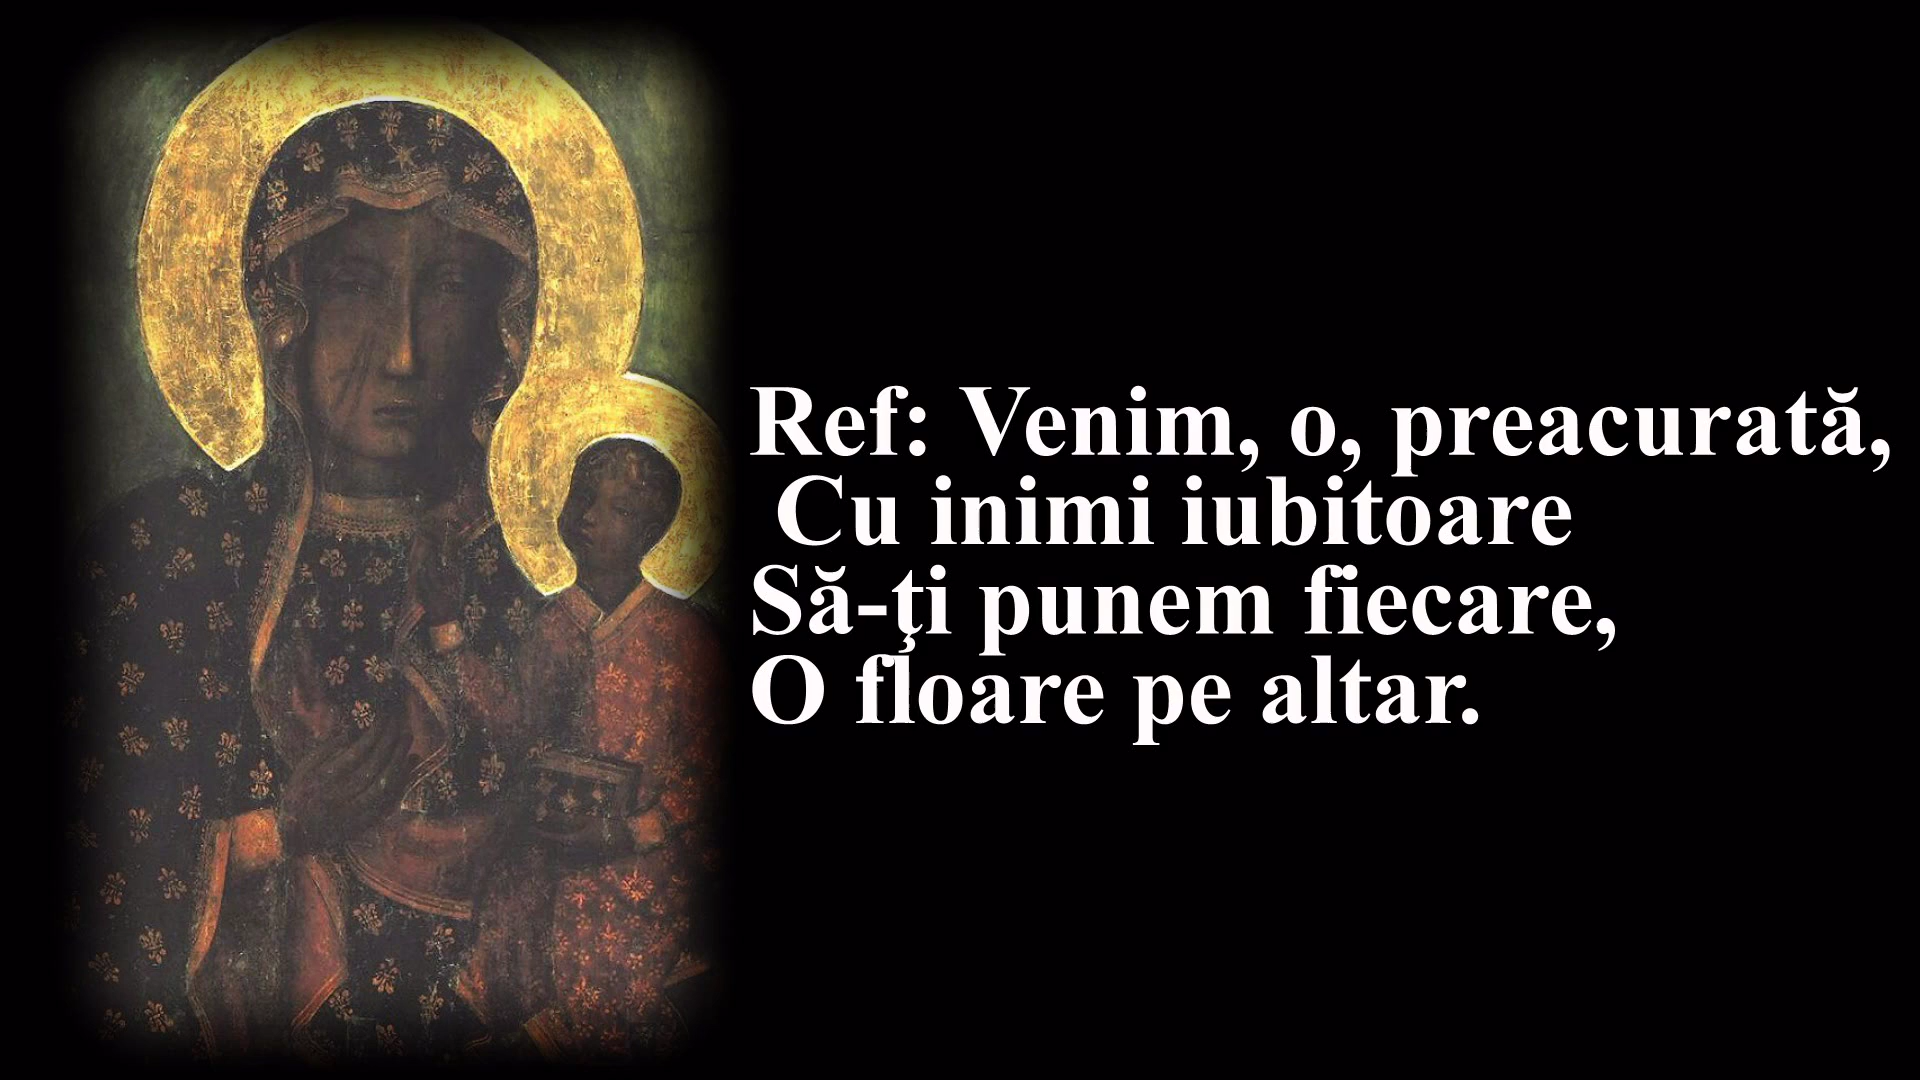 Ref: Venim, o, preacurată,
Cu inimi iubitoare
Să-ţi punem fiecare,
O floare pe altar.